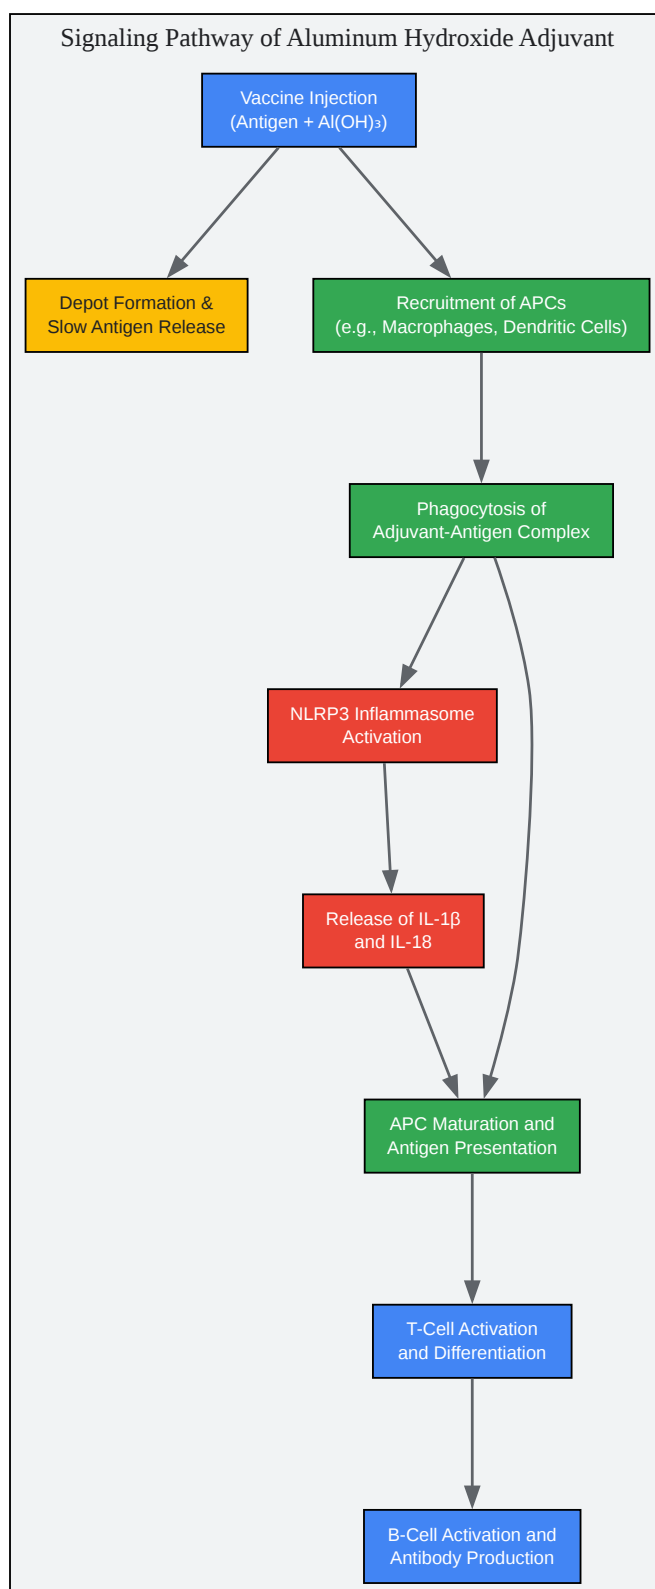 Signaling Pathway of Aluminum Hydroxide Adjuvant
Vaccine Injection
(Antigen + Al(OH)₃)
Depot Formation &
Slow Antigen Release
Recruitment of APCs
(e.g., Macrophages, Dendritic Cells)
Phagocytosis of
Adjuvant-Antigen Complex
NLRP3 Inflammasome
Activation
Release of IL-1β
and IL-18
APC Maturation and
Antigen Presentation
T-Cell Activation
and Differentiation
B-Cell Activation and
Antibody Production